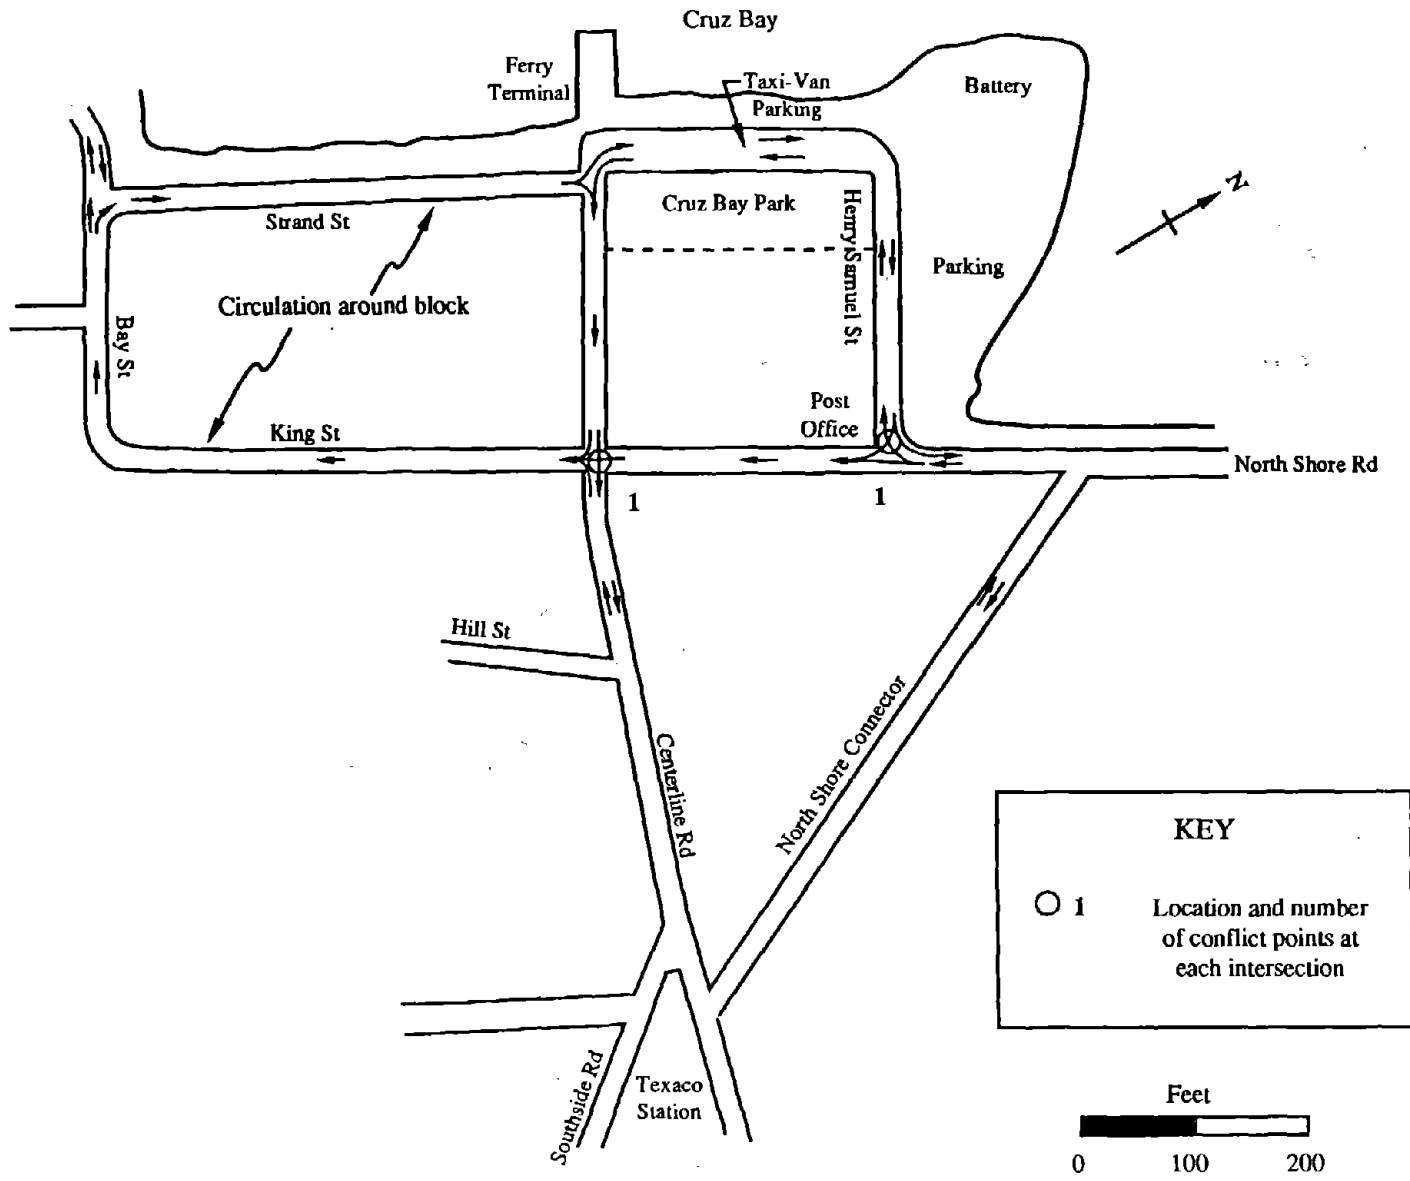 Cruz Bay
Ferry
Terminal
Taxi-Van
Parking
Battery
N
Strand St
Cruz Bay Park
Henry Samuel St
Parking
Circulation around block
Bay St
Post
Office
King St
North Shore Rd
1
1
Hill St
Centerline Rd
North Shore Connector
KEY
1 Location and number
of conflict points at
each intersection
Southside Rd
Texaco
Station
Feet
0 100 200